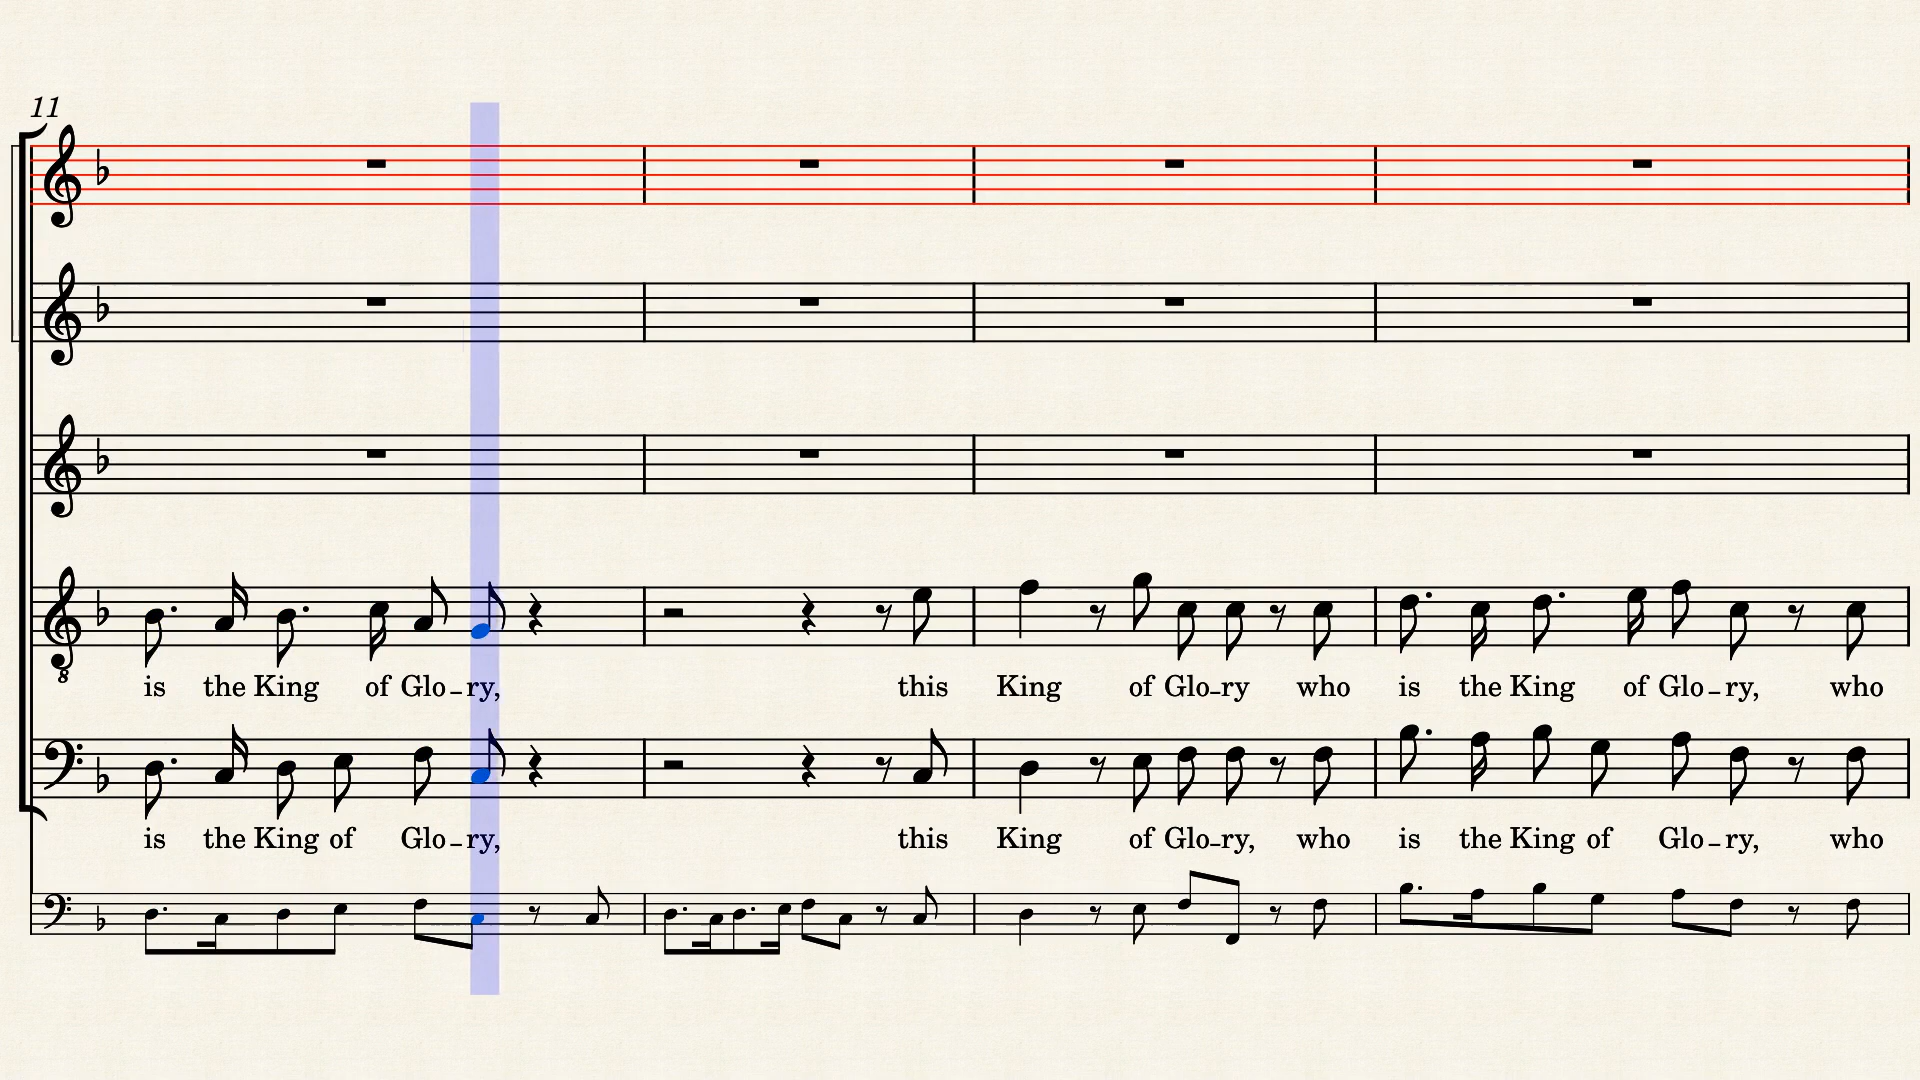 11
8
is the King of Glo-ry, this King of Glo-ry who is the King of Glo-ry, who
is the King of Glo-ry, this King of Glo-ry, who is the King of Glo-ry, who